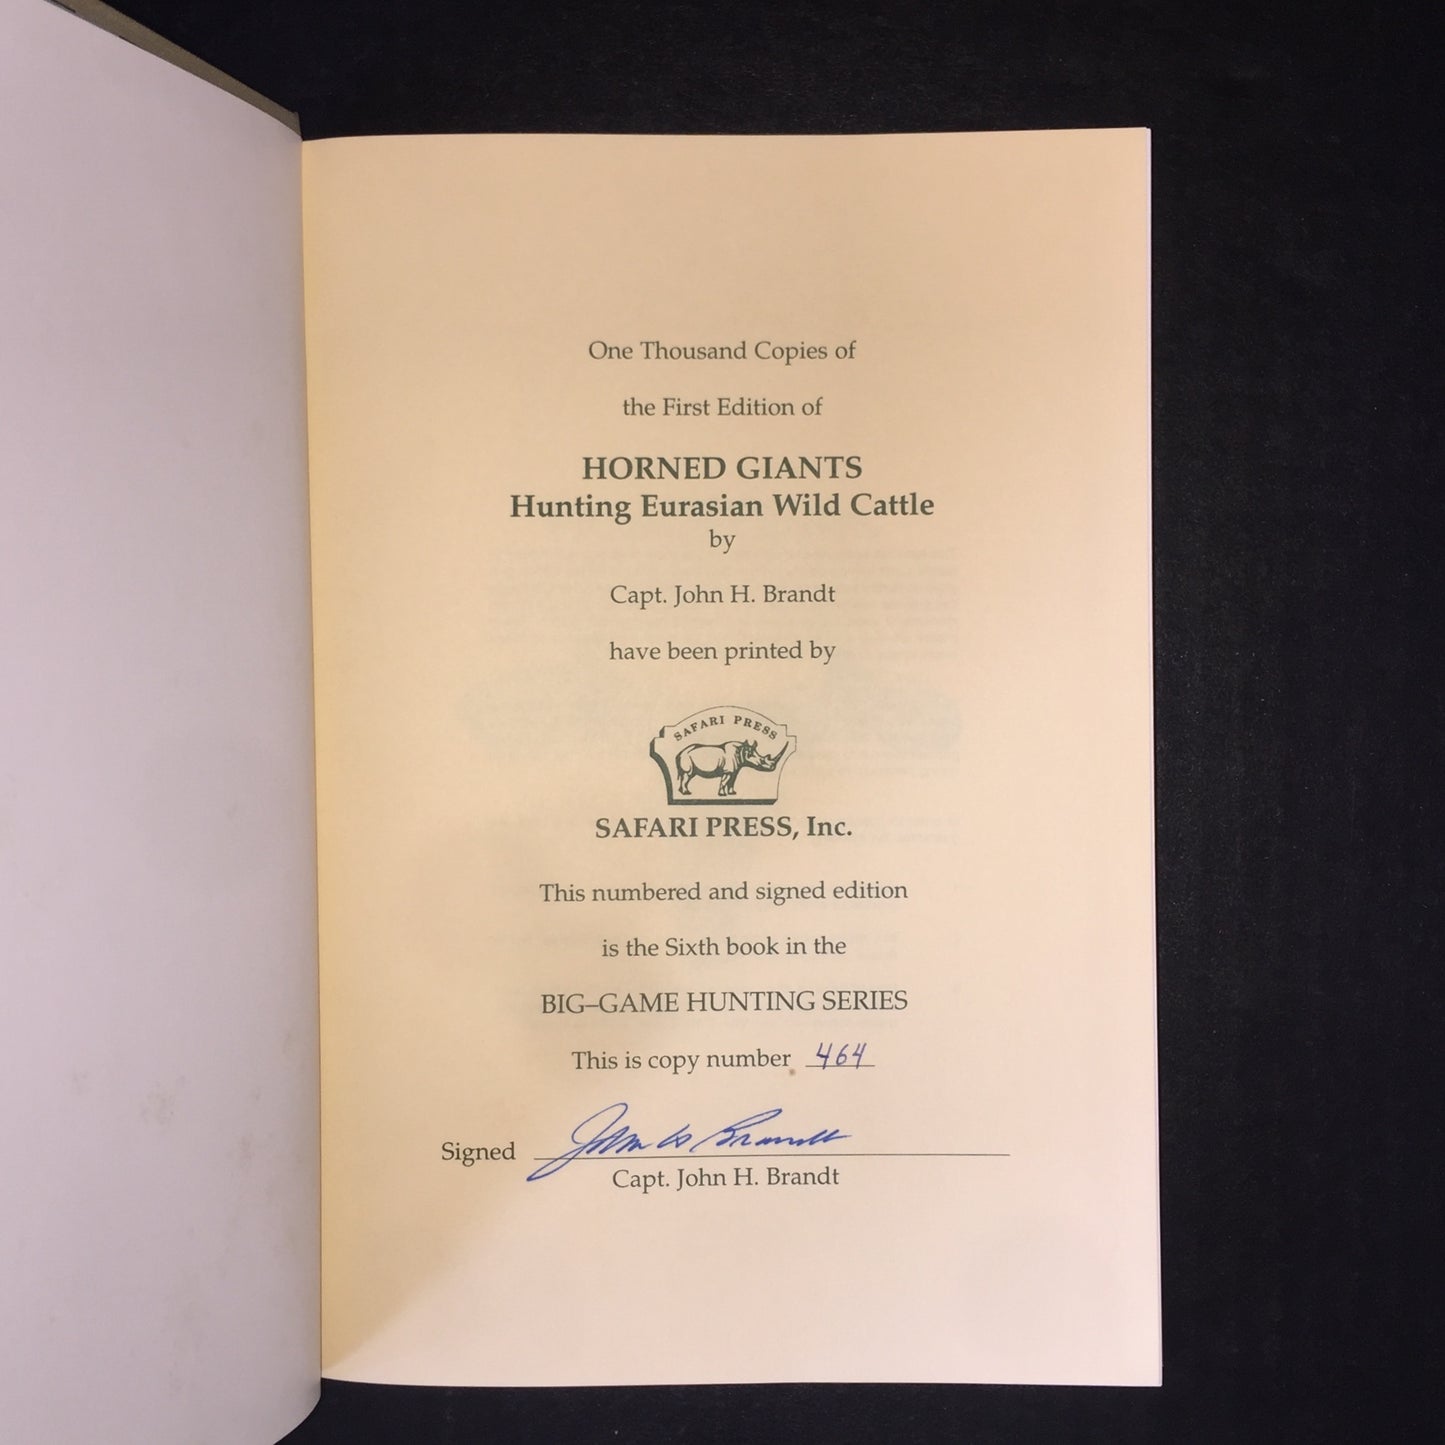 One Thousand Copies of
the First Edition of
HORNED GIANTS
Hunting Eurasian Wild Cattle
by
Capt. John H. Brandt
have been printed by
SAFARI PRESS
SAFARI PRESS, Inc.
This numbered and signed edition
is the Sixth book in the
BIG–GAME HUNTING SERIES
This is copy number 464
Signed John H Brandt
Capt. John H. Brandt